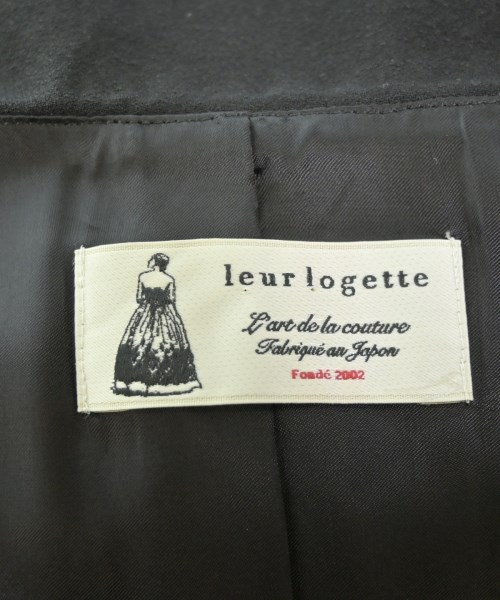 leur logette
L'art de la couture
Fabriqué au Japon
Fondé 2002